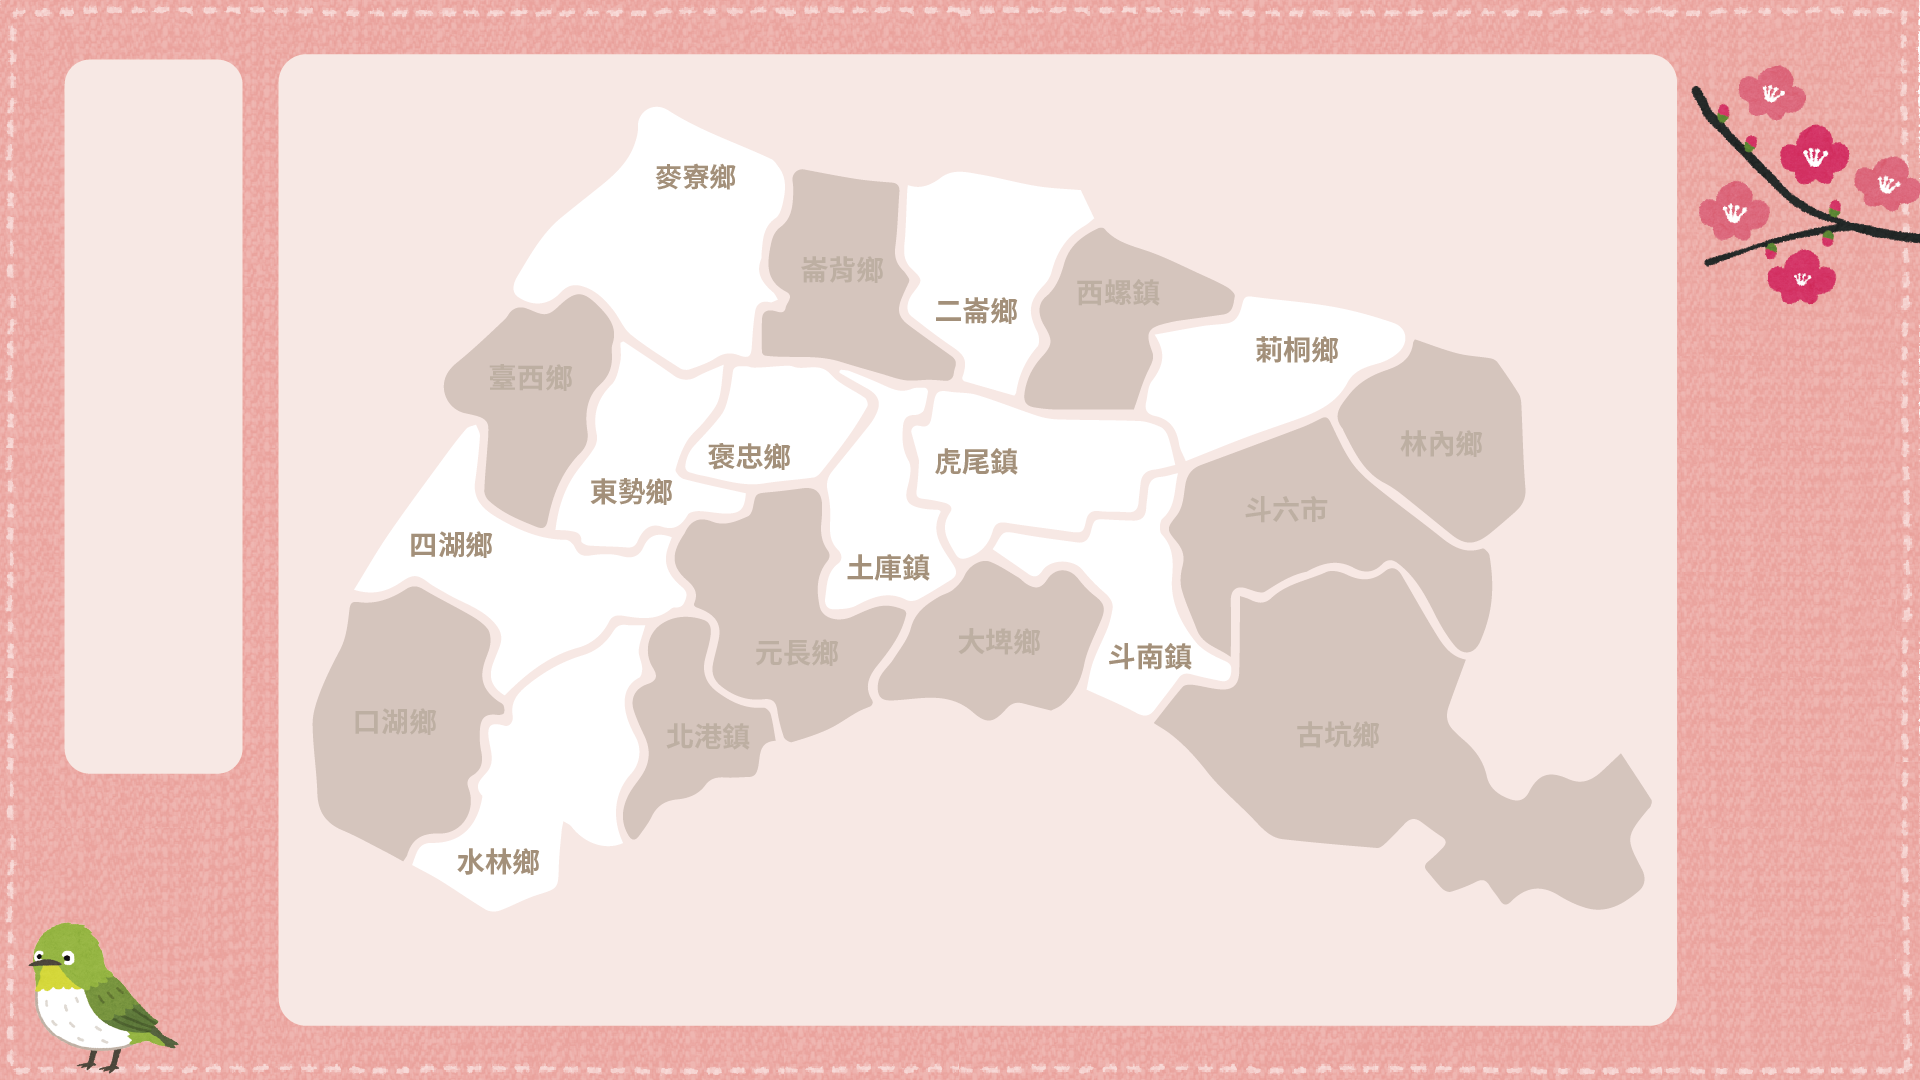 麥寮鄉
崙背鄉
二崙鄉
西螺鎮
莿桐鄉
臺西鄉
林內鄉
褒忠鄉
虎尾鎮
東勢鄉
斗六市
四湖鄉
土庫鎮
大埤鄉
元長鄉
斗南鎮
口湖鄉
北港鎮
古坑鄉
水林鄉